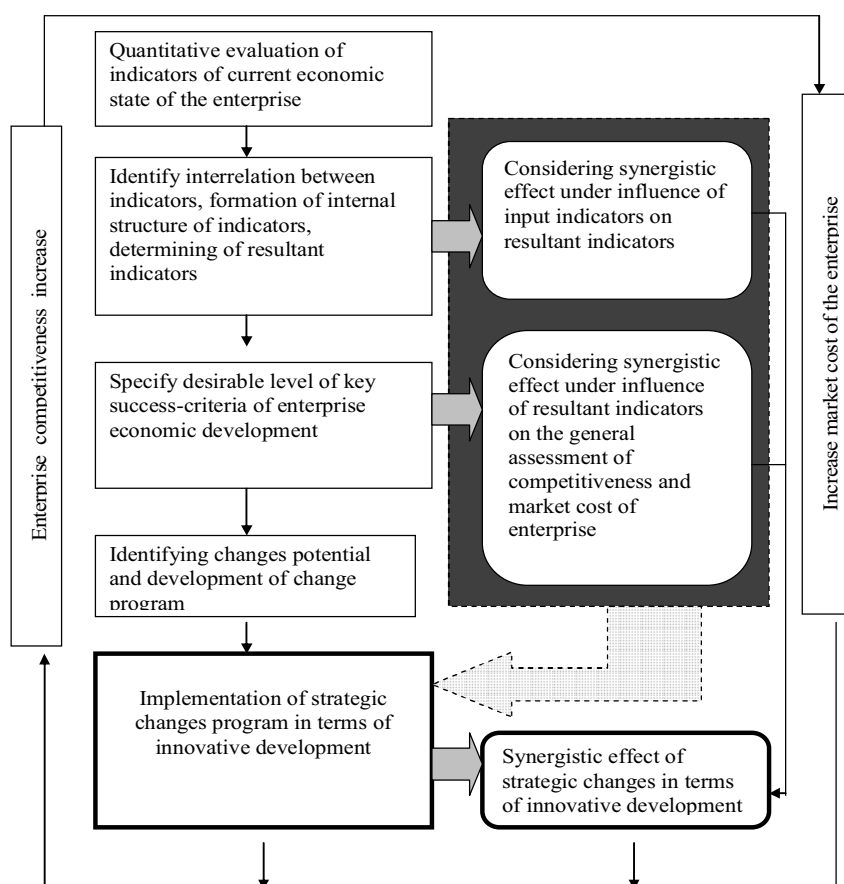 Quantitative evaluation of
indicators of current economic
state of the enterprise
Enterprise competitiveness increase
Identify interrelation between
indicators, formation of internal
structure of indicators,
determining of resultant
indicators
Considering synergistic
effect under influence of
input indicators on
resultant indicators
Increase market cost of the enterprise
Specify desirable level of key
success-criteria of enterprise
economic development
Considering synergistic
effect under influence
of resultant indicators
on the general
assessment of
competitiveness and
market cost of
enterprise
Identifying changes potential
and development of change
program
Implementation of strategic
changes program in terms of
innovative development
Synergistic effect of
strategic changes in terms
of innovative development